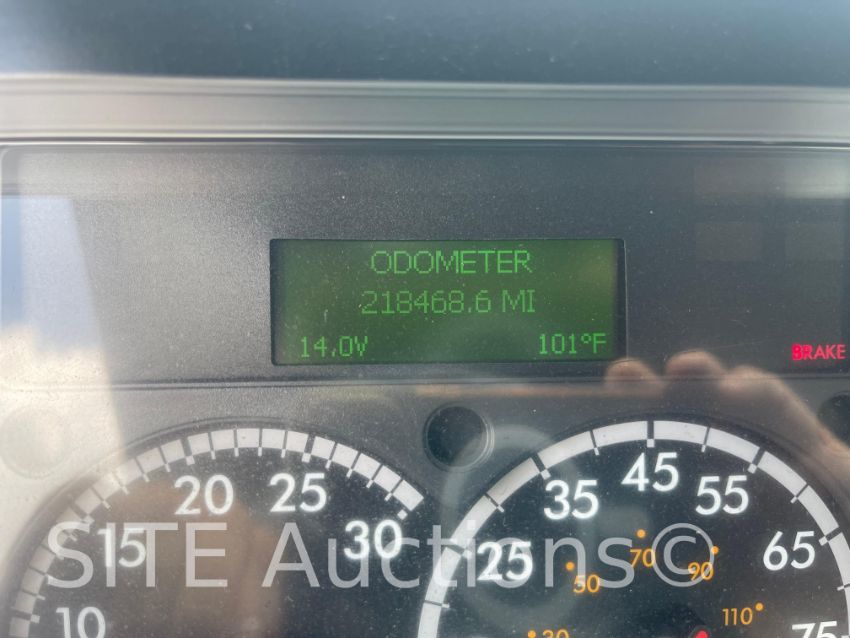 ODOMETER
218468.6 MI
14.0V 101°F
BRAKE
10 15 20 25 30
25 35 45 55 65 75
30 50 70 90 110
SITE Auctions©